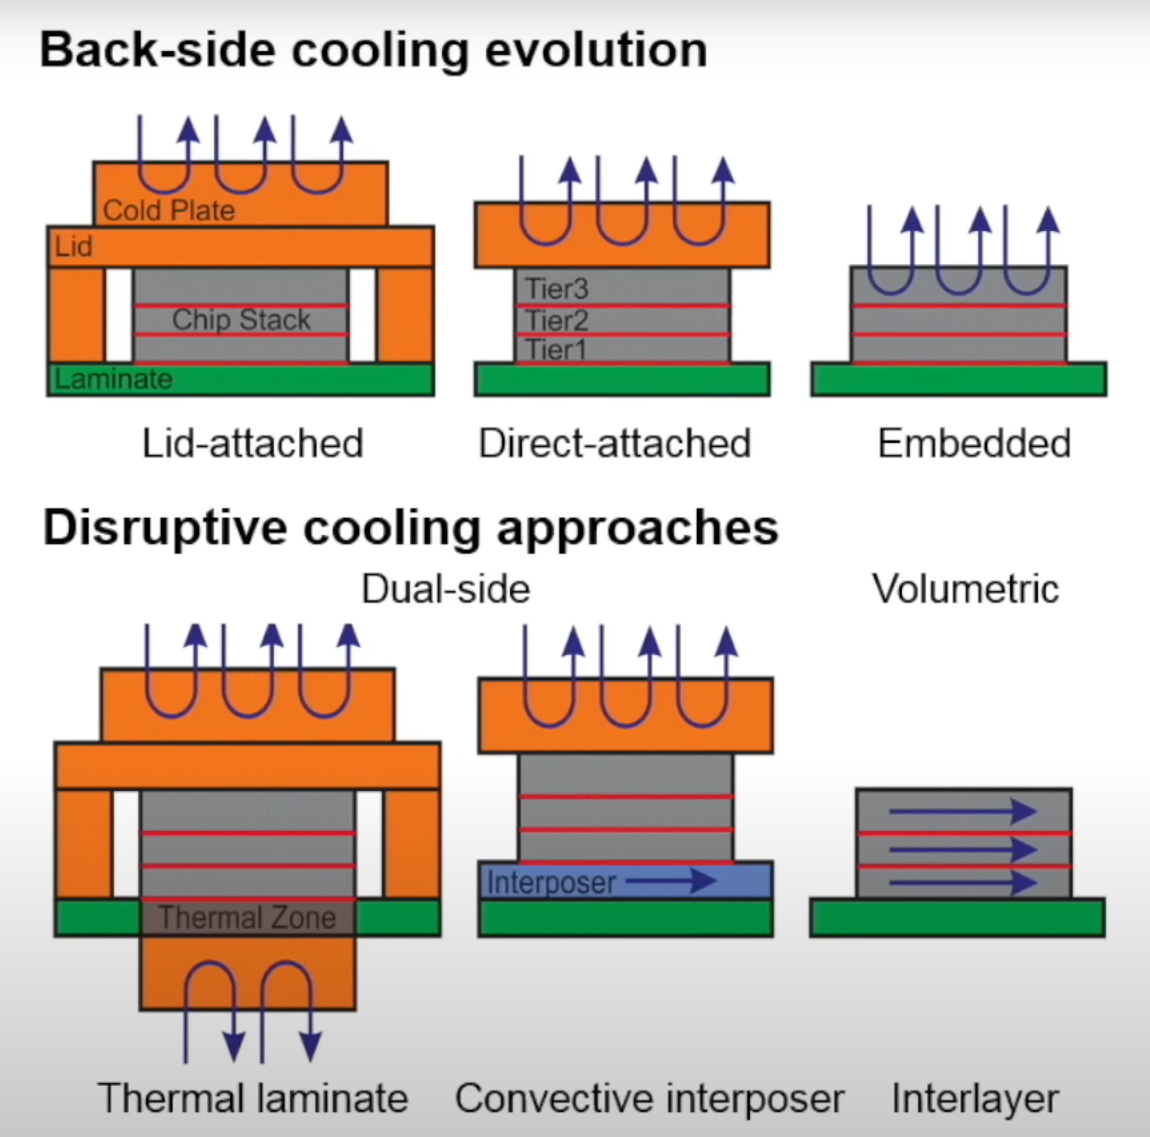 Back-side cooling evolution
Cold Plate
Lid
Chip Stack
Laminate
Tier3
Tier2
Tier1
Lid-attached
Direct-attached
Embedded
Disruptive cooling approaches
Dual-side
Volumetric
Thermal Zone
Interposer
Thermal laminate
Convective interposer
Interlayer